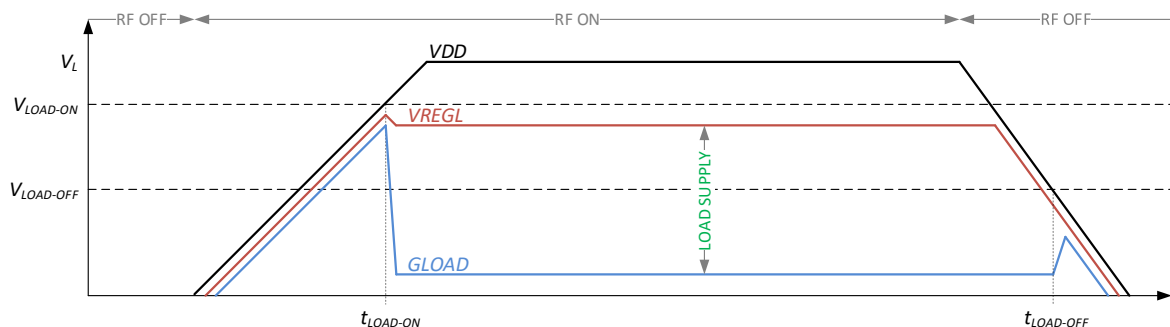 RF OFF
RF ON
RF OFF
VL
VDD
VLOAD-ON
VREGL
LOAD SUPPLY
VLOAD-OFF
GLOAD
tLOAD-ON
tLOAD-OFF